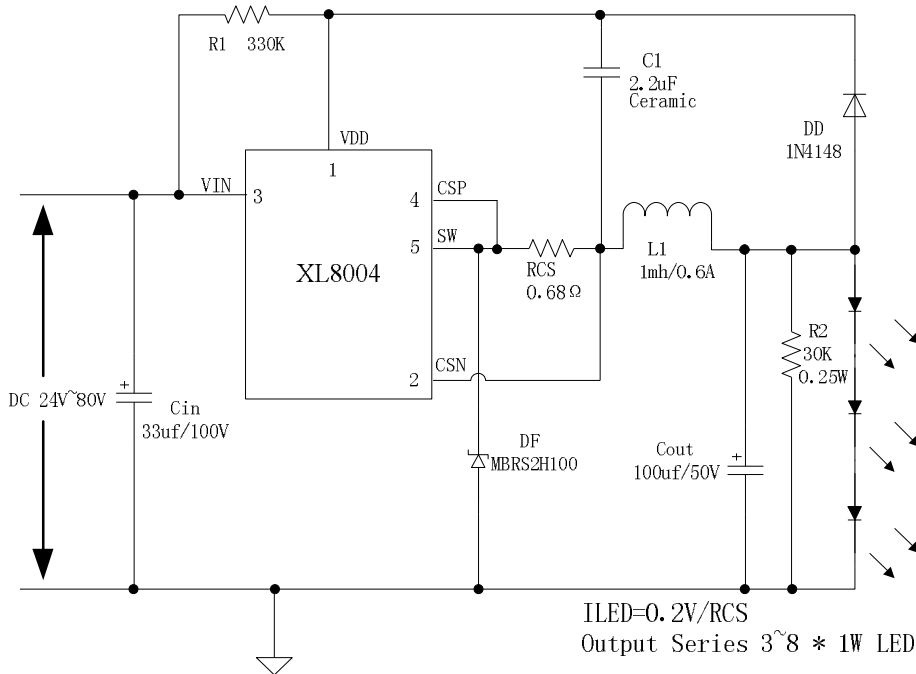 R1 330K
C1
2.2uF
Ceramic
VDD
1
DD
1N4148
VIN
3
CSP
4
SW
5
XL8004
RCS
0.68Ω
L1
1mh/0.6A
R2
30K
0.25W
CSN
2
DC 24V~80V
Cin
33uf/100V
DF
MBRS2H100
Cout
100uf/50V
ILED=0.2V/RCS
Output Series 3~8 * 1W LED